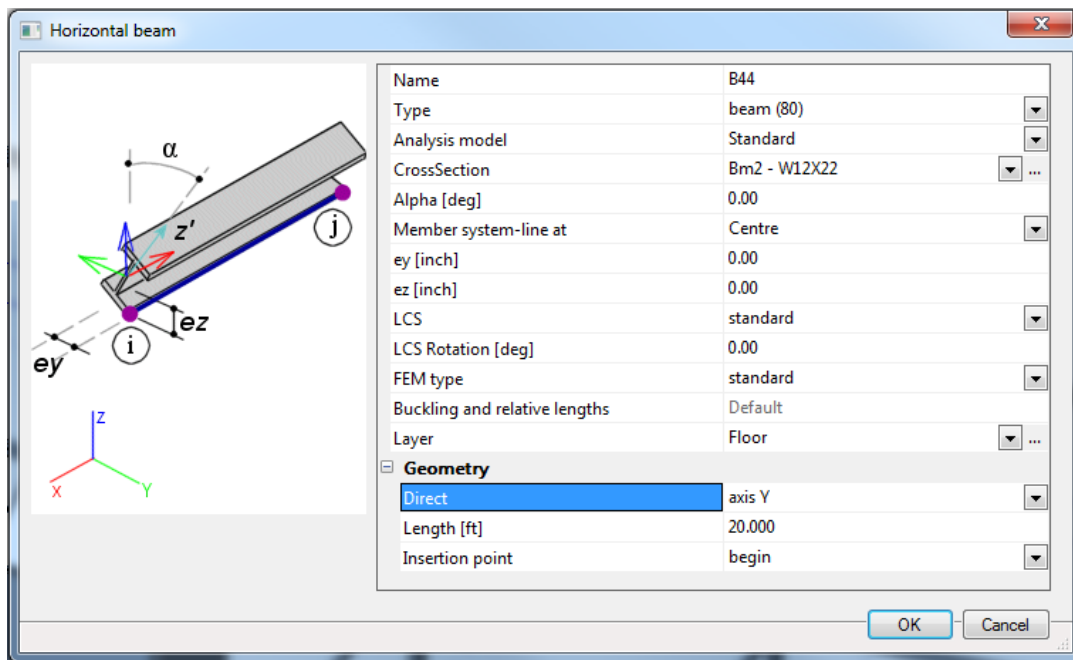 Horizontal beam
α
z'
j
ez
i
ey
Z
X
Y
Name B44
Type beam (80)
Analysis model Standard
CrossSection Bm2 - W12X22 ...
Alpha [deg] 0.00
Member system-line at Centre
ey [inch] 0.00
ez [inch] 0.00
LCS standard
LCS Rotation [deg] 0.00
FEM type standard
Buckling and relative lengths Default
Layer Floor ...
Geometry
Direct axis Y
Length [ft] 20.000
Insertion point begin
OK Cancel